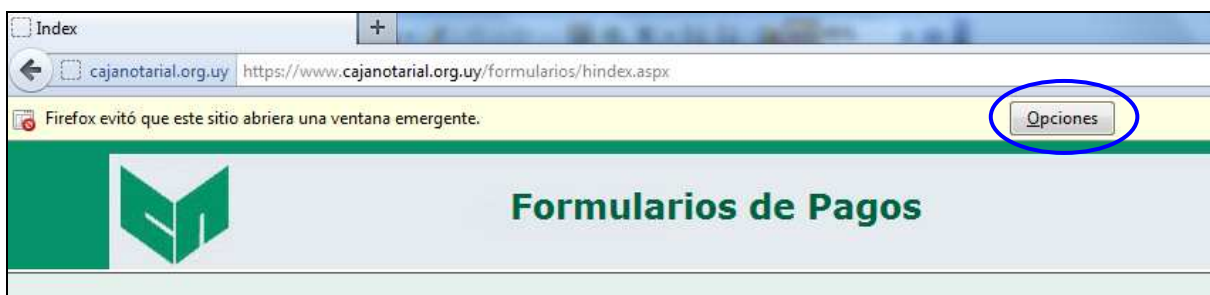 Index
+
cajanotarial.org.uy https://www.cajanotarial.org.uy/formularios/hindex.aspx
Firefox evitó que este sitio abriera una ventana emergente. Opciones
Formularios de Pagos